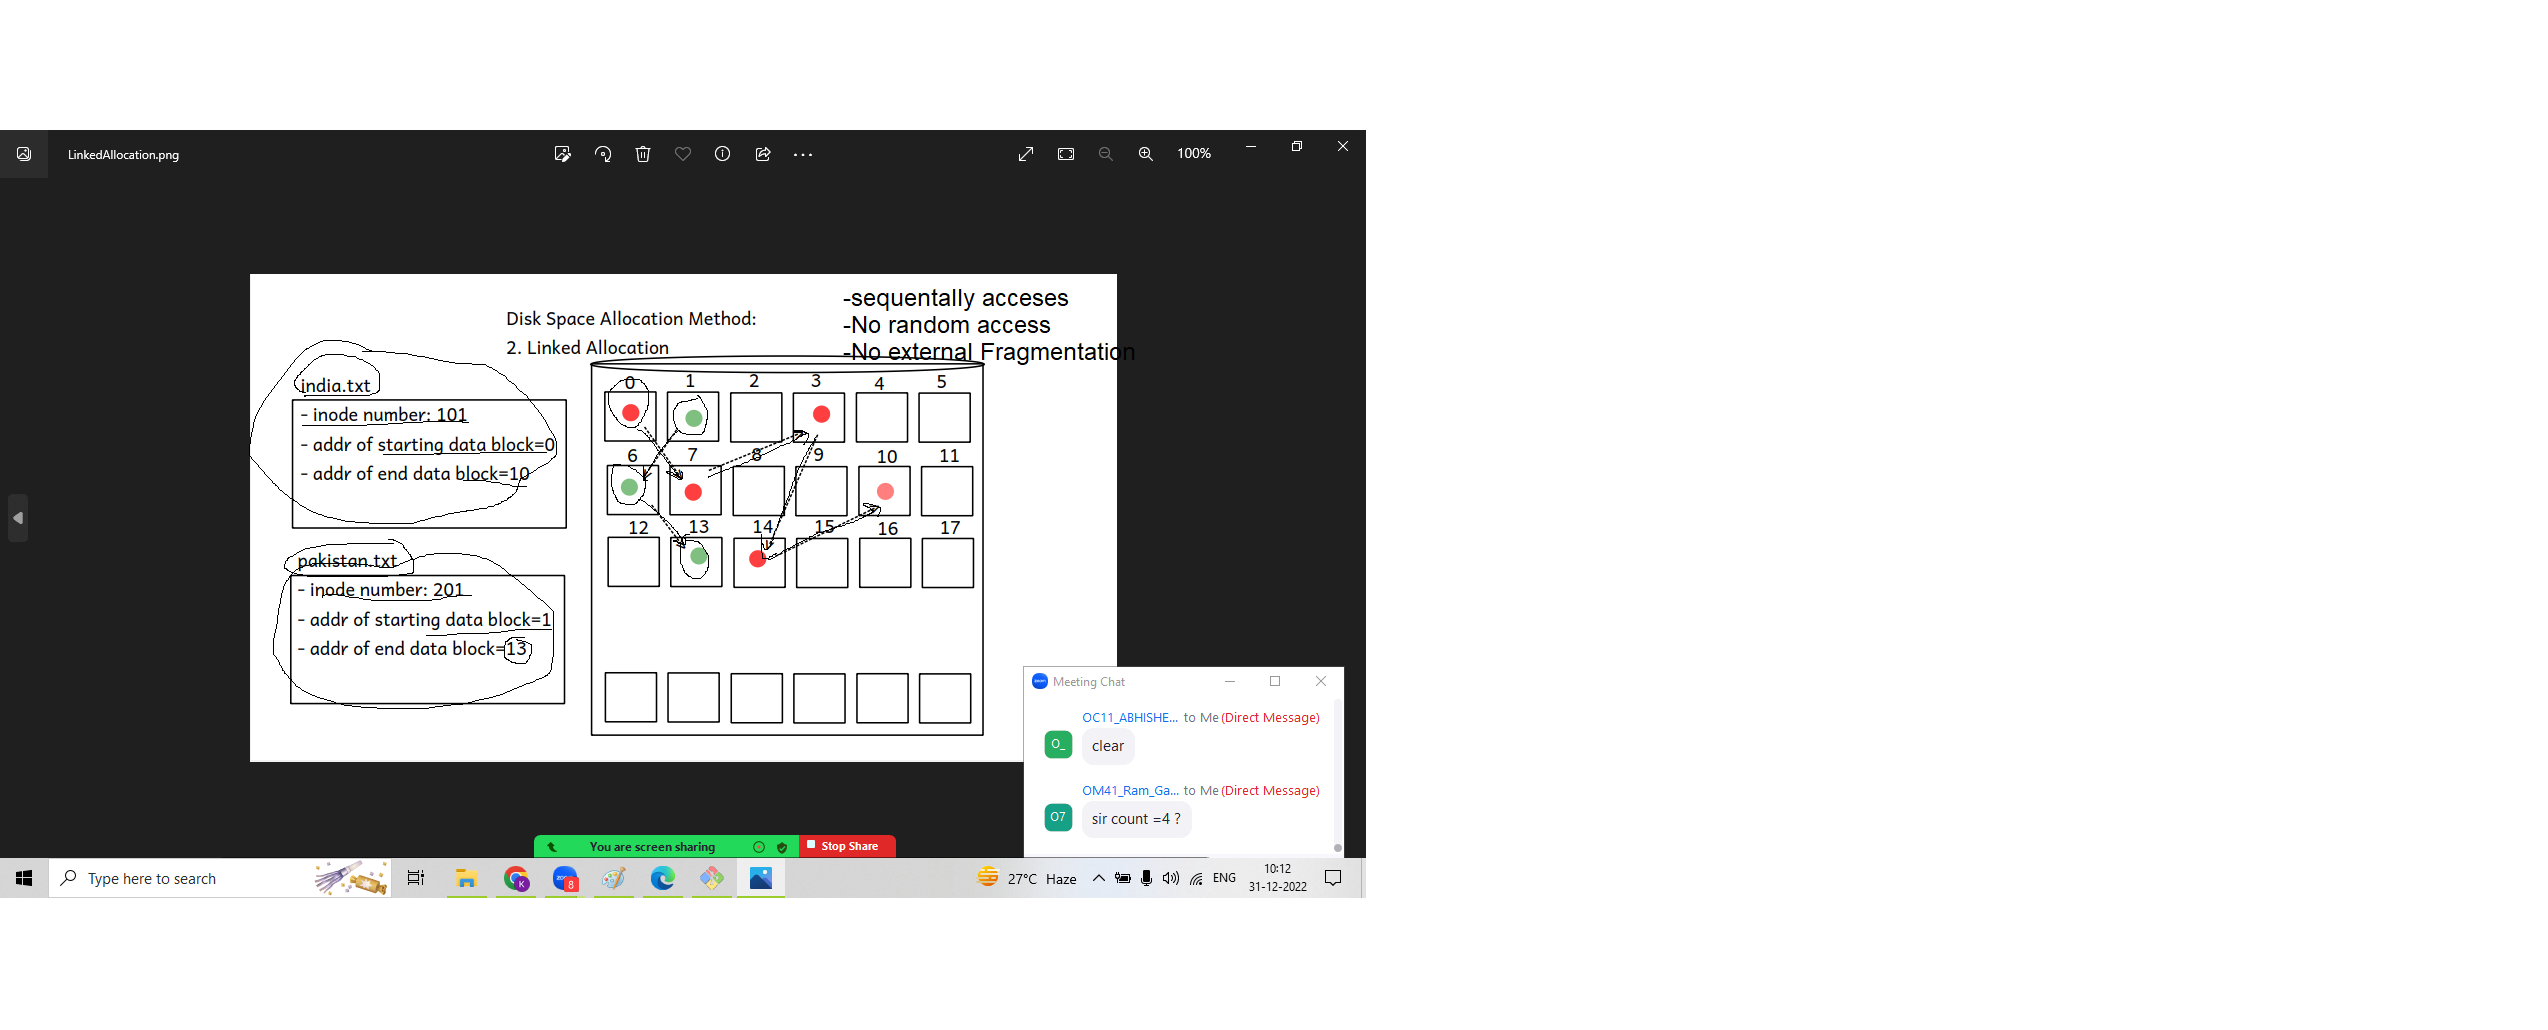 LinkedAllocation.png
100%
-sequentally acceses
-No random access
-No external Fragmentation
Disk Space Allocation Method:
2. Linked Allocation
india.txt
- inode number: 101
- addr of starting data block=0
- addr of end data block=10
pakistan.txt
- inode number: 201
- addr of starting data block=1
- addr of end data block=13
0 1 2 3 4 5
6 7 8 9 10 11
12 13 14 15 16 17
Meeting Chat
OC11_ABHISHE... to Me(Direct Message)
O_
clear
OM41_Ram_Ga... to Me(Direct Message)
O7
sir count =4 ?
You are screen sharing
Stop Share
Type here to search
K
zoom
8
27°C Haze
ENG
10:12
31-12-2022